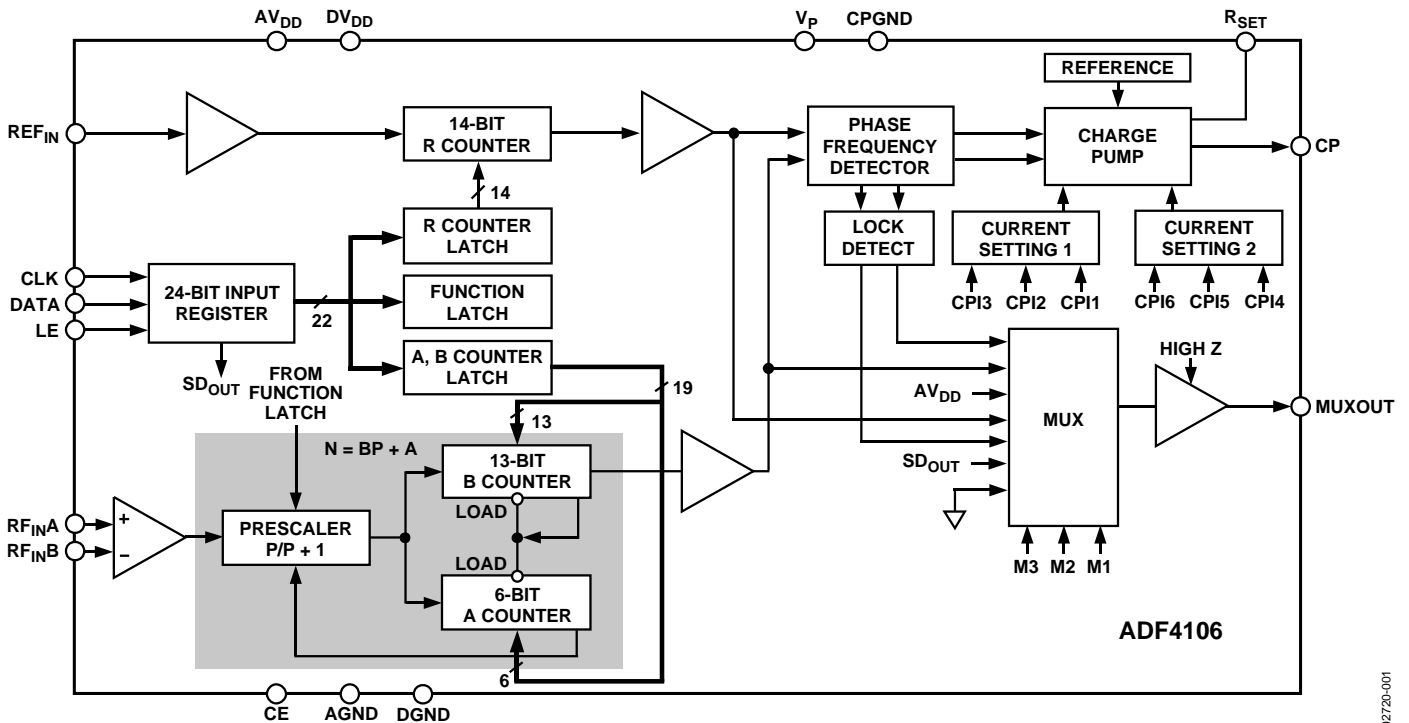 AVDD DVDD VP CPGND RSET
REFERENCE
REFIN
14-BIT
R COUNTER
PHASE
FREQUENCY
DETECTOR
CHARGE
PUMP
CP
14
R COUNTER
LATCH
LOCK
DETECT
CURRENT
SETTING 1
CURRENT
SETTING 2
CPI3 CPI2 CPI1 CPI6 CPI5 CPI4
CLK
DATA
LE
24-BIT INPUT
REGISTER
22
FUNCTION
LATCH
A, B COUNTER
LATCH
SDOUT
FROM
FUNCTION
LATCH
19
13
N = BP + A
13-BIT
B COUNTER
LOAD
RFINA
RFINB
+
–
PRESCALER
P/P + 1
LOAD
6-BIT
A COUNTER
6
AVDD
SDOUT
MUX
HIGH Z
MUXOUT
M3 M2 M1
ADF4106
CE AGND DGND
02720-001